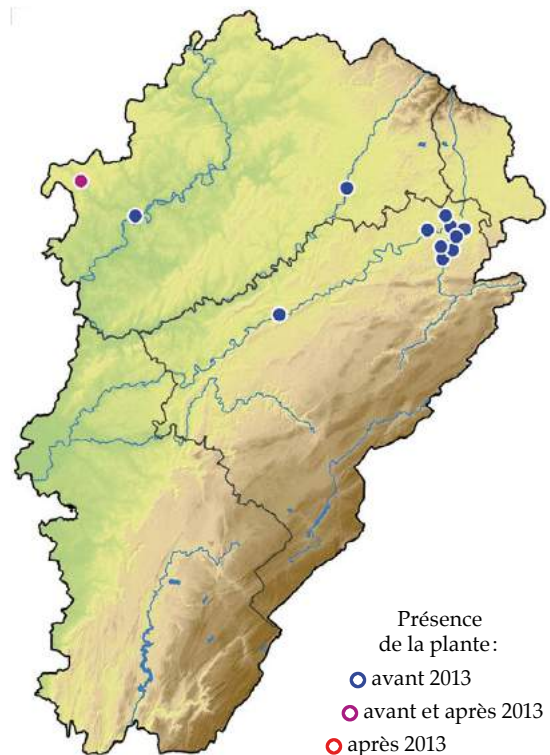 Présence
de la plante:
avant 2013
avant et après 2013
après 2013